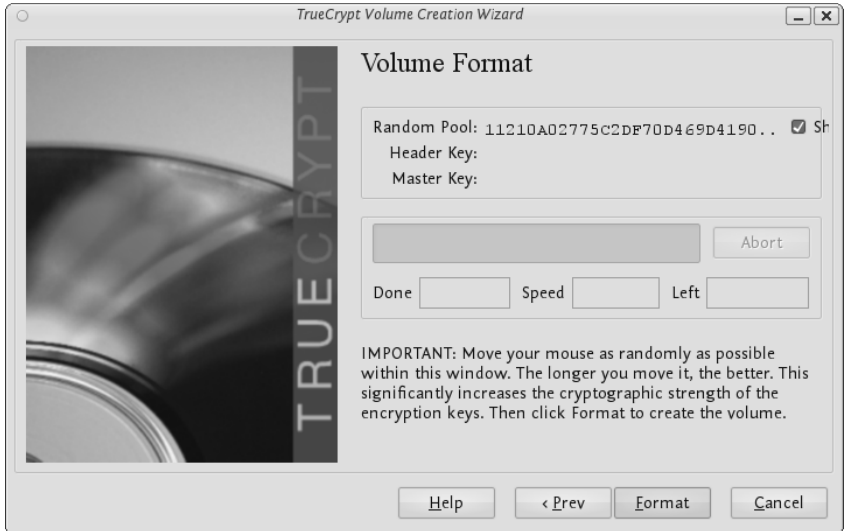 TrueCrypt Volume Creation Wizard
TRUECRYPT
Volume Format
Random Pool: 11210A02775C2DF70D469D4190.. Sh
Header Key:
Master Key:
Abort
Done Speed Left
IMPORTANT: Move your mouse as randomly as possible
within this window. The longer you move it, the better. This
significantly increases the cryptographic strength of the
encryption keys. Then click Format to create the volume.
Help < Prev Format Cancel